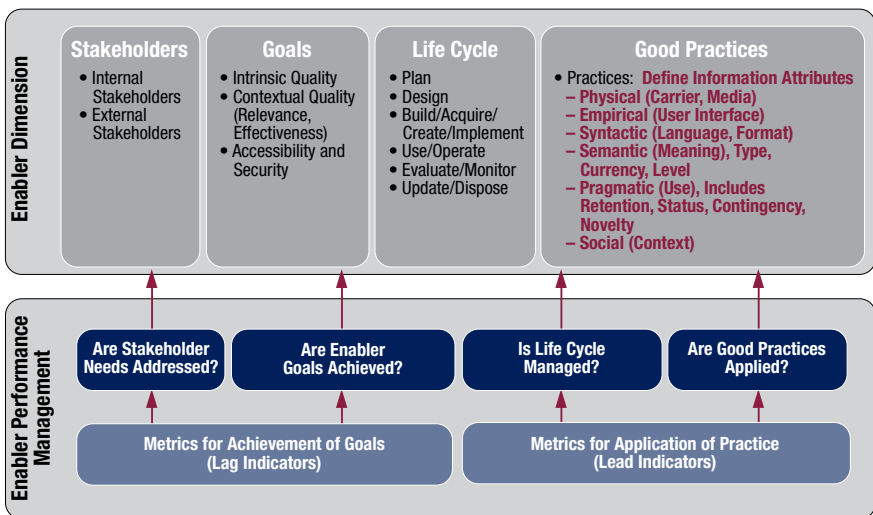 Enabler Dimension
Stakeholders
• Internal
Stakeholders
• External
Stakeholders
Goals
• Intrinsic Quality
• Contextual Quality
(Relevance,
Effectiveness)
• Accessibility and
Security
Life Cycle
• Plan
• Design
• Build/Acquire/
Create/Implement
• Use/Operate
• Evaluate/Monitor
• Update/Dispose
Good Practices
• Practices: Define Information Attributes
– Physical (Carrier, Media)
– Empirical (User Interface)
– Syntactic (Language, Format)
– Semantic (Meaning), Type,
Currency, Level
– Pragmatic (Use), Includes
Retention, Status, Contingency,
Novelty
– Social (Context)
Enabler Performance
Management
Are Stakeholder
Needs Addressed?
Are Enabler
Goals Achieved?
Is Life Cycle
Managed?
Are Good Practices
Applied?
Metrics for Achievement of Goals
(Lag Indicators)
Metrics for Application of Practice
(Lead Indicators)